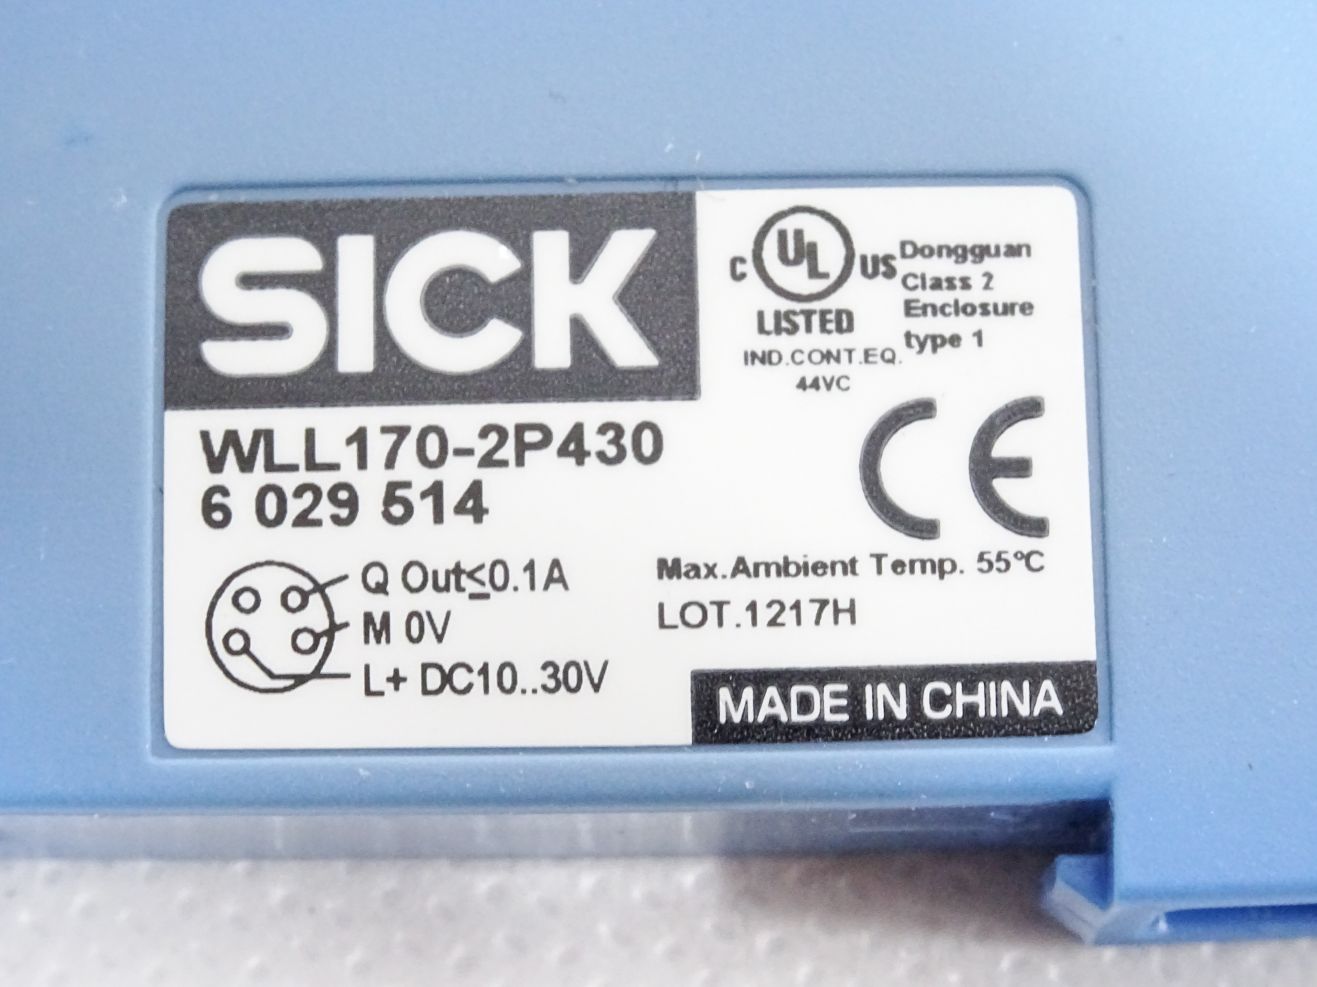 SICK
C UL US
LISTED
IND.CONT.EQ.
44VC
Dongguan
Class 2
Enclosure
type 1
WLL170-2P430
6 029 514
CE
Q Out≤0.1A
M 0V
L+ DC10..30V
Max.Ambient Temp. 55°C
LOT.1217H
MADE IN CHINA